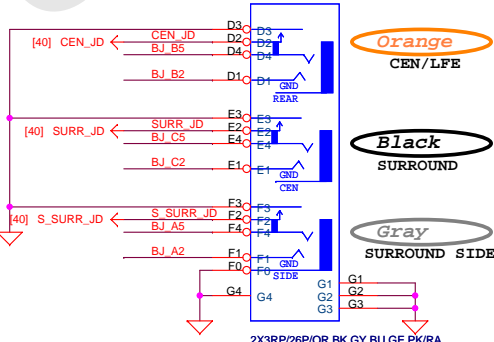 D3 D3
[40] CEN_JD CEN_JD D2 D2
BJ_B5 D4 D4
Orange
CEN/LFE
BJ_B2 D1 D1
GND
REAR
E3 E3
[40] SURR_JD SURR_JD E2 E2
BJ_C5 E4 E4
Black
SURROUND
BJ_C2 E1 E1
GND
CEN
F3 F3
[40] S_SURR_JD S_SURR_JD F2 F2
BJ_A5 F4 F4
Gray
SURROUND SIDE
BJ_A2 F1 F1
GND
F0 F0
SIDE
G4 G4
G1 G1
G2 G2
G3 G3
2X3RP/26P/OR,BK,GY,BU,GE,PK/RA